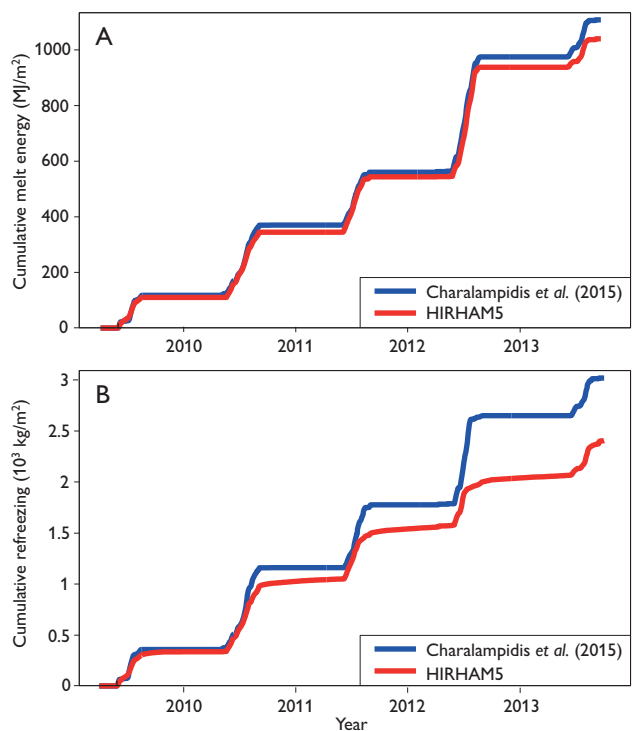 A
Cumulative melt energy (MJ/m²)
1000
800
600
400
200
0
Charalampidis et al. (2015)
HIRHAM5
2010 2011 2012 2013
B
Cumulative refreezing (10³ kg/m²)
3
2.5
2
1.5
1
0.5
0
Charalampidis et al. (2015)
HIRHAM5
2010 2011 2012 2013
Year